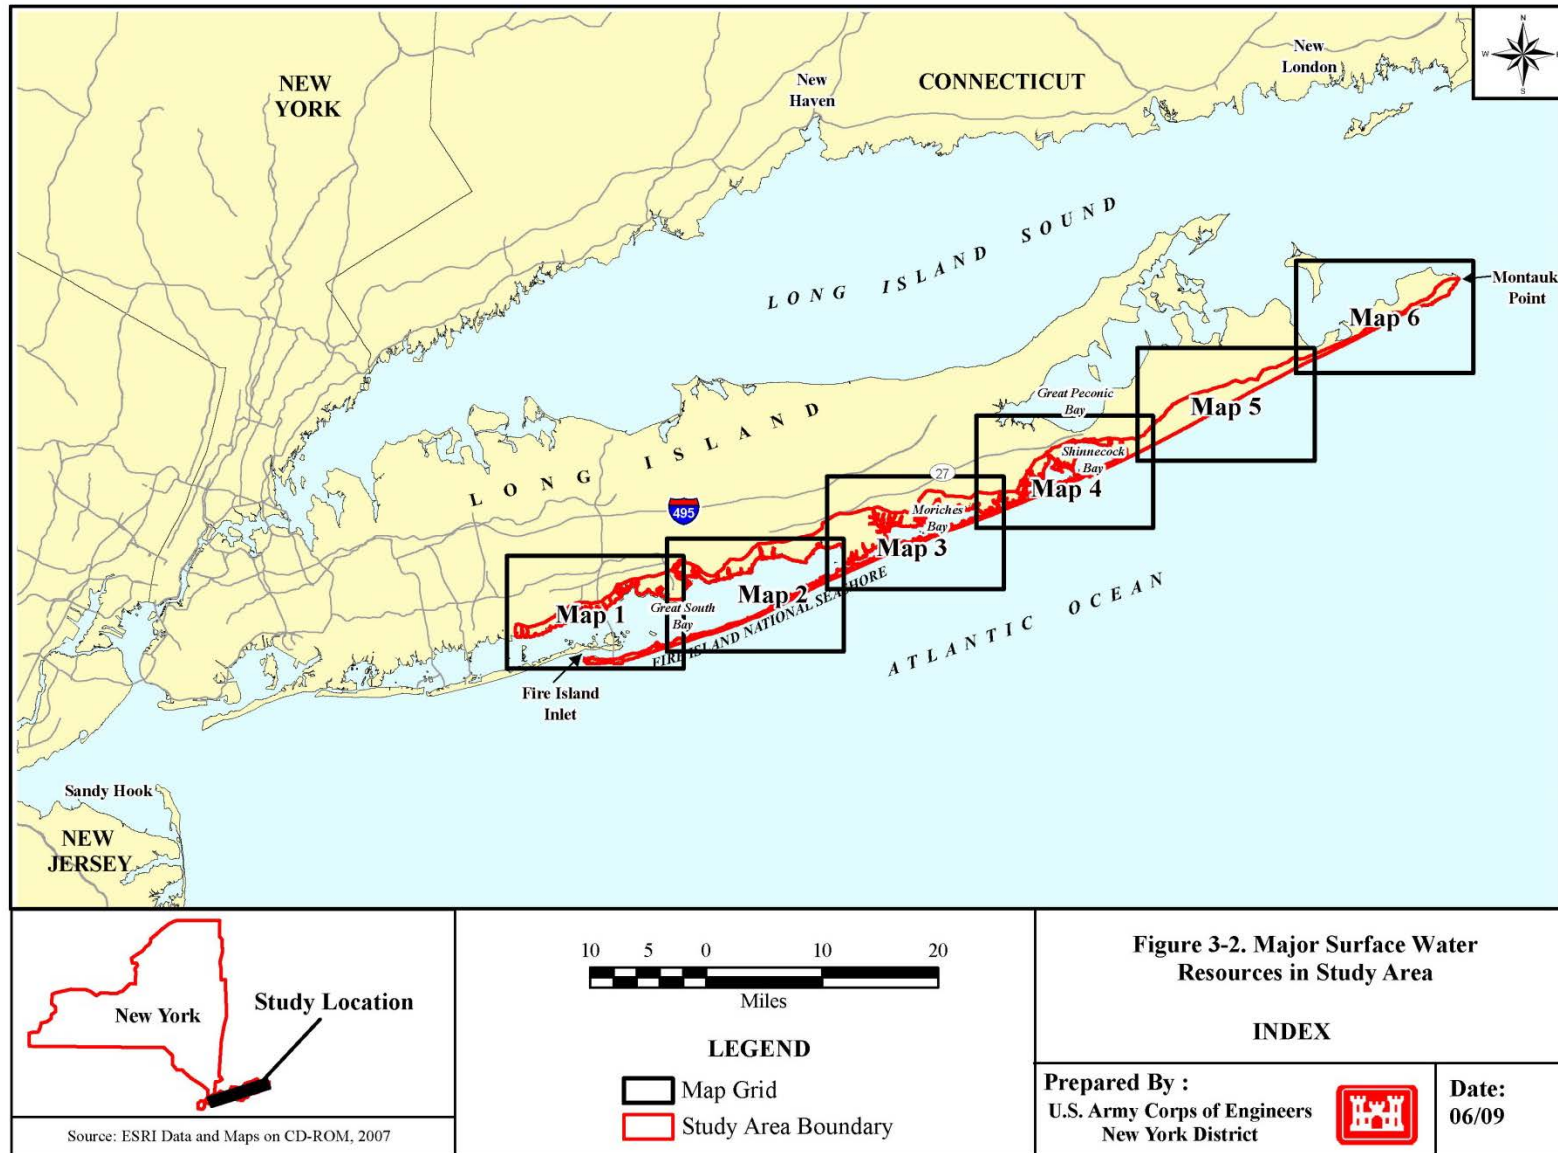 N
W
E
S
NEW
YORK
New
Haven
CONNECTICUT
New
London
LONG ISLAND SOUND
Montauk
Point
Map 6
Great Peconic
Bay
Map 5
LONG ISLAND
Shinnecock
Bay
27
Map 4
495
Moriches
Bay
Map 3
Map 2
Map 1
Great South
Bay
FIRE ISLAND NATIONAL SEASHORE
ATLANTIC OCEAN
Fire Island
Inlet
Sandy Hook
NEW
JERSEY
New York
Study Location
Source: ESRI Data and Maps on CD-ROM, 2007
10 5 0 10 20
Miles
LEGEND
Map Grid
Study Area Boundary
Figure 3-2. Major Surface Water
Resources in Study Area
INDEX
Prepared By :
U.S. Army Corps of Engineers
New York District
Date:
06/09